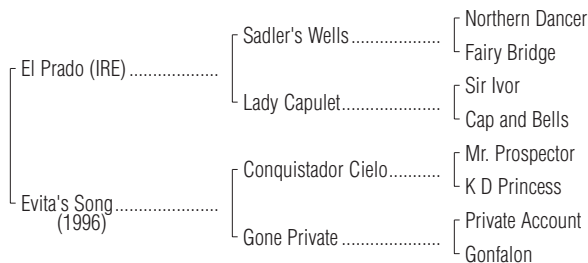 Northern Dancer
Sadler's Wells ....................
Fairy Bridge
El Prado (IRE) ...................
Sir Ivor
Lady Capulet.....................
Cap and Bells
Mr. Prospector
Conquistador Cielo...........
K D Princess
Evita's Song ......................
(1996)
Private Account
Gone Private .....................
Gonfalon